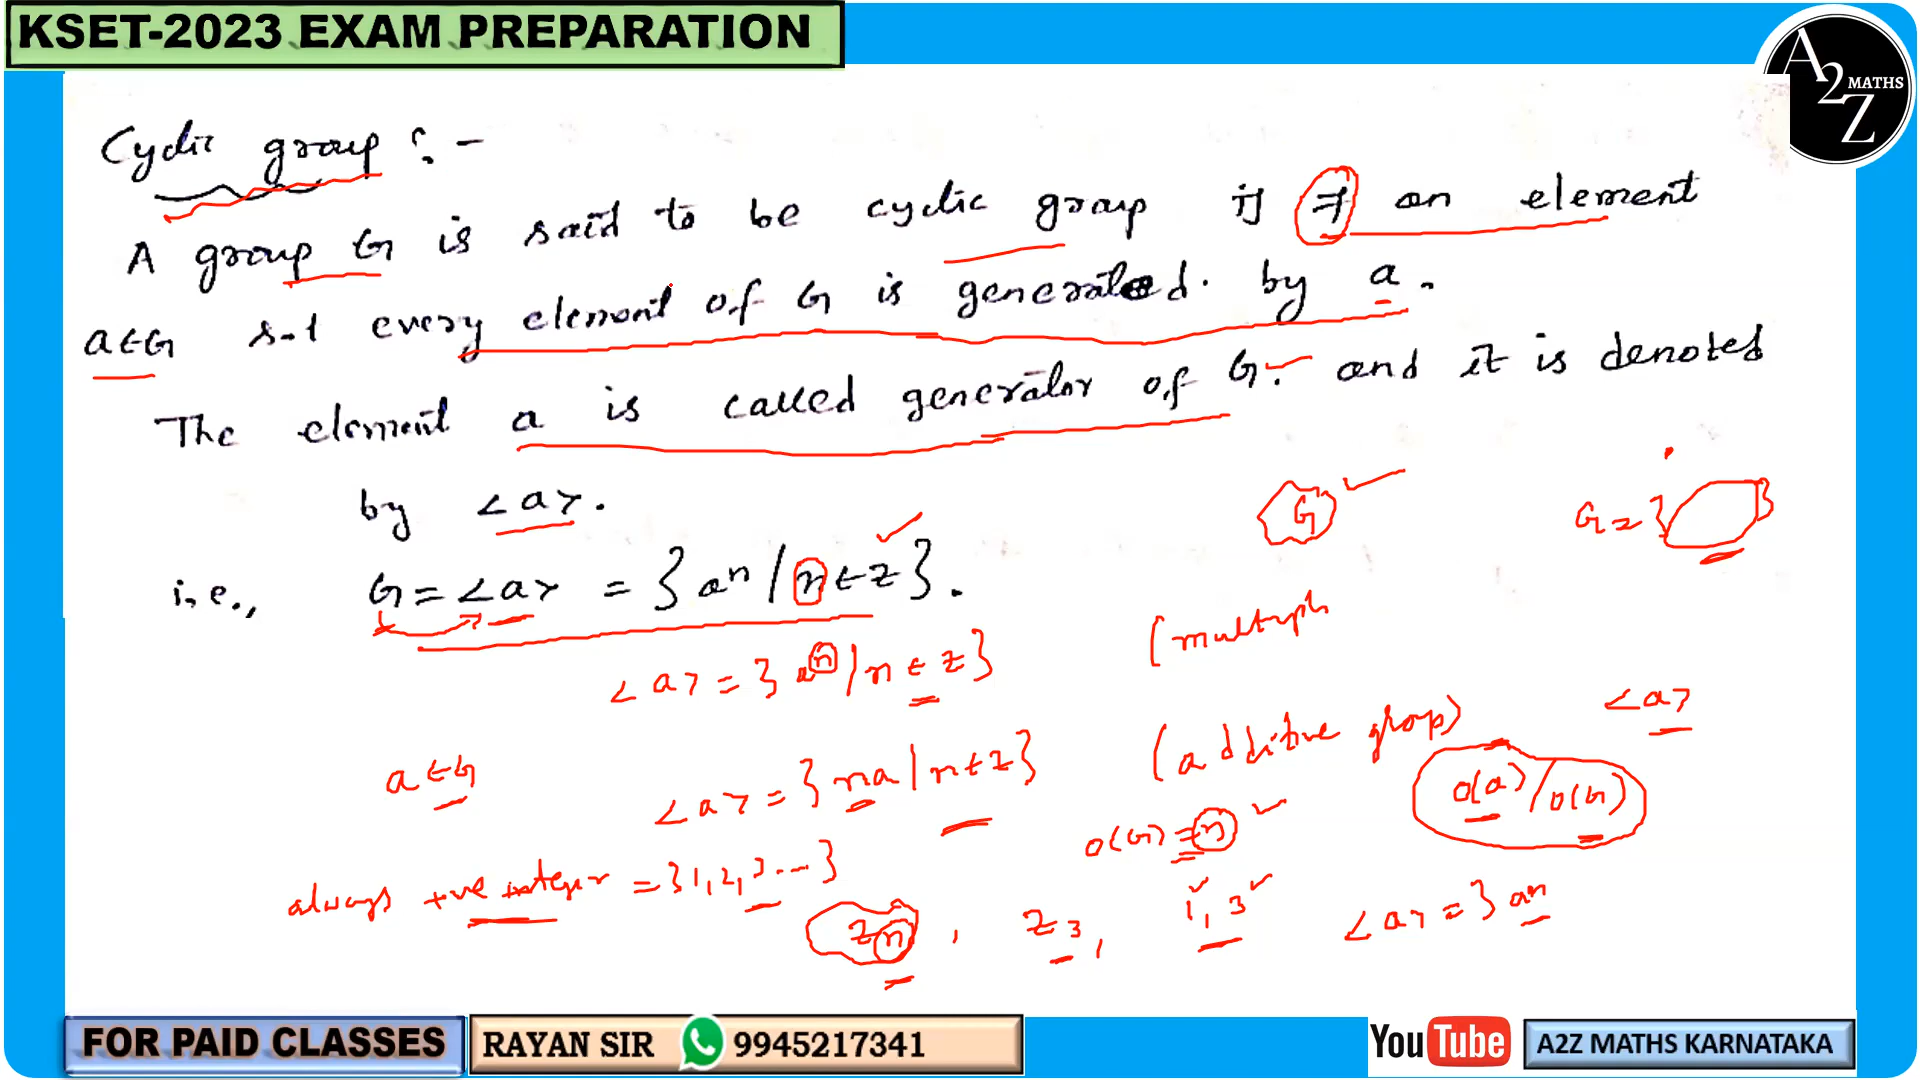 KSET-2023 EXAM PREPARATION
A2Z MATHS
Cyclic group :-
A group G is said to be cyclic group if ∃ an element
a∈G s.t every element of G is generated. by a.
The element a is called generator of G. and it is denoted
by <a>.
i.e., G = <a> = {aⁿ / n∈Z}.
G ✓
G = { }
<a> = {aⁿ / n∈Z}
(multipli
<a>
a∈G
<a> = {na | n∈Z}
(additive group)
O(a)/O(G)
O(G) = n ✓
always +ve integer = {1, 2, 3 ...}
Zn , Z3, 1, 3
<a> = {aⁿ
FOR PAID CLASSES
RAYAN SIR 9945217341
YouTube
A2Z MATHS KARNATAKA